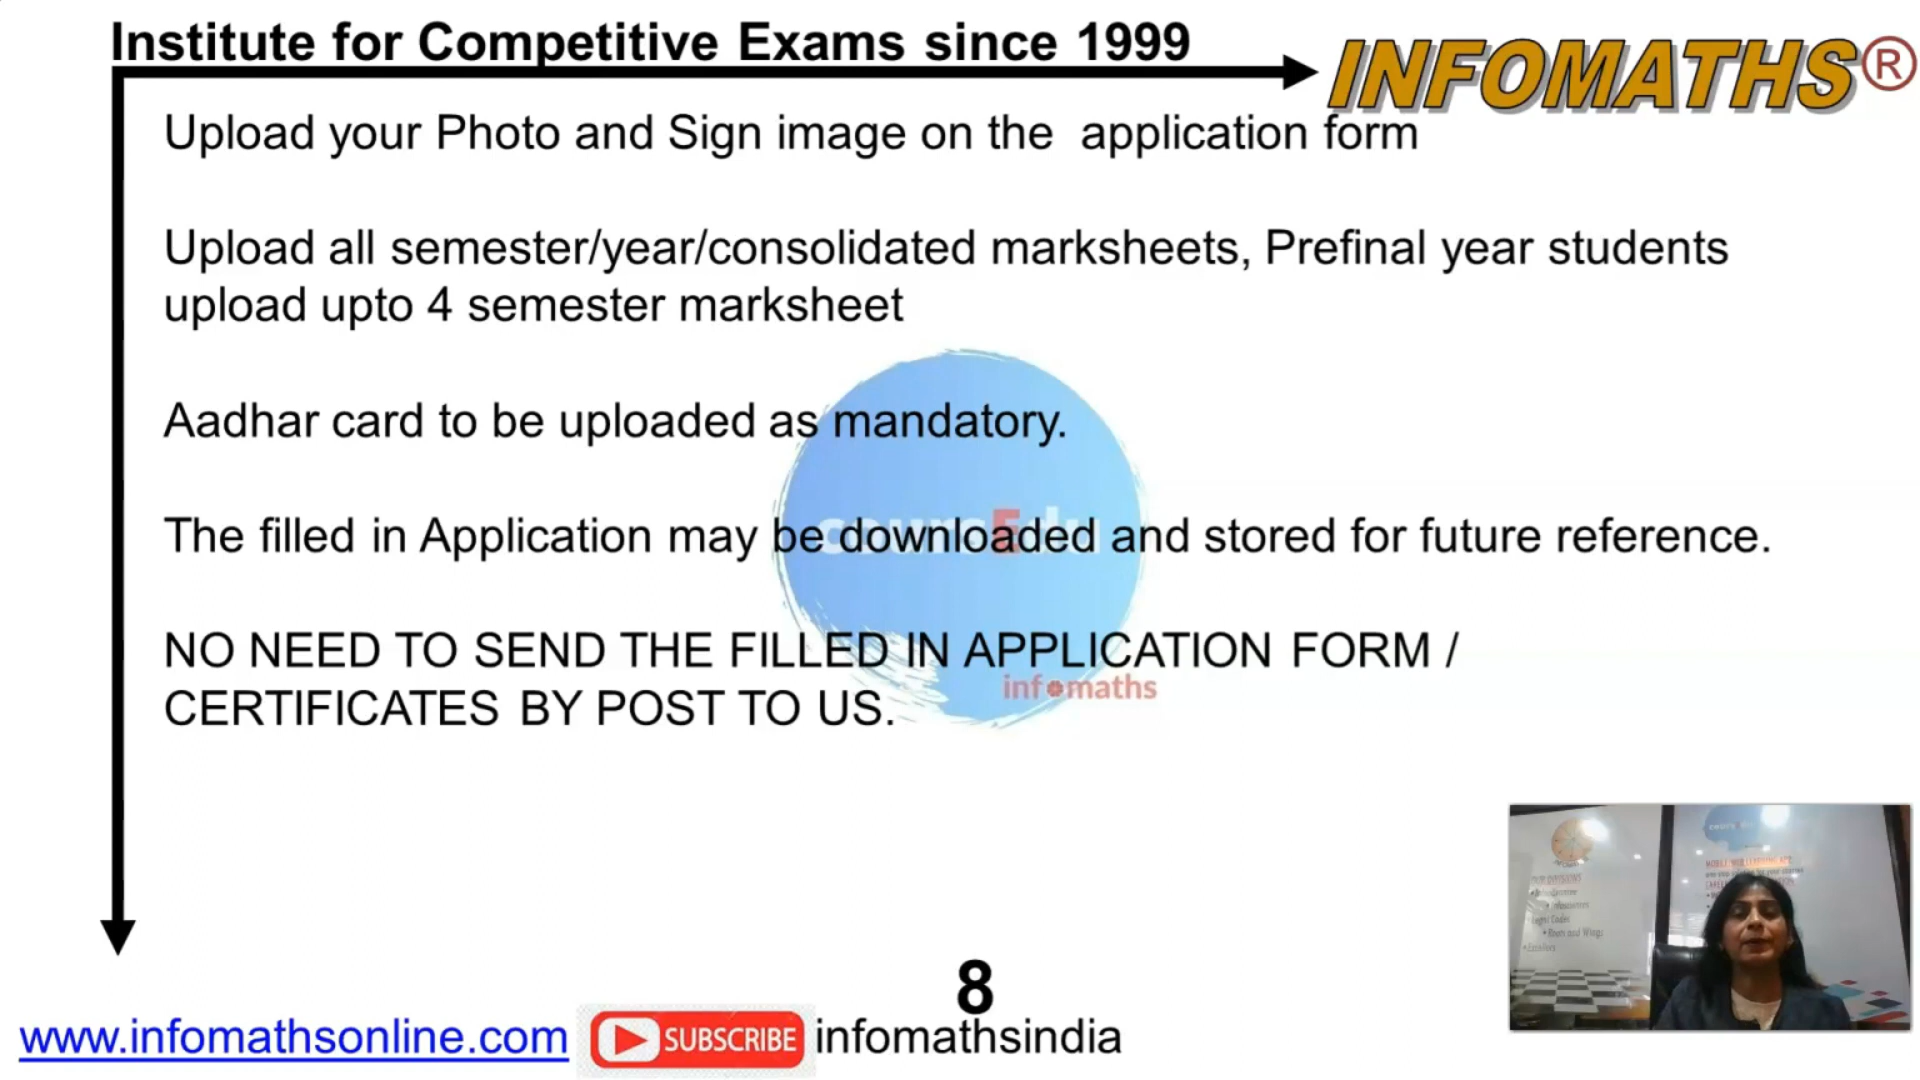 Institute for Competitive Exams since 1999
INFOMATHS®
Upload your Photo and Sign image on the application form
Upload all semester/year/consolidated marksheets, Prefinal year students
upload upto 4 semester marksheet
Aadhar card to be uploaded as mandatory.
The filled in Application may be downloaded and stored for future reference.
coursEdu
NO NEED TO SEND THE FILLED IN APPLICATION FORM /
infomaths
CERTIFICATES BY POST TO US.
8
www.infomathsonline.com
SUBSCRIBE
infomathsindia